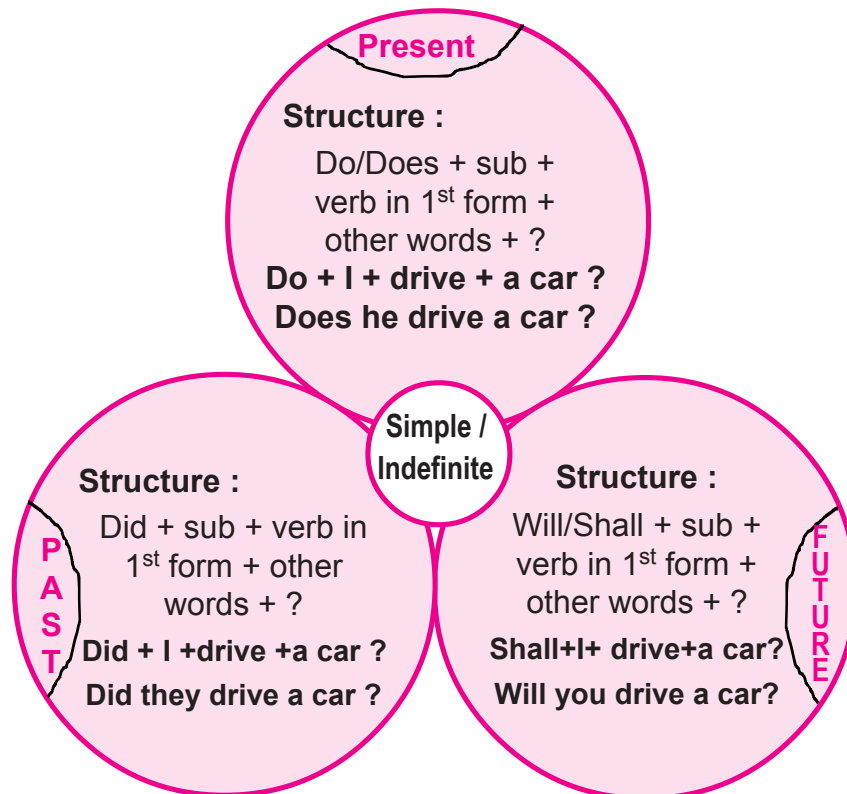 Present
Structure :
Do/Does + sub +
verb in 1st form +
other words + ?
Do + I + drive + a car ?
Does he drive a car ?
Simple /
Indefinite
PAST
Structure :
Did + sub + verb in
1st form + other
words + ?
Did + I +drive +a car ?
Did they drive a car ?
Structure :
Will/Shall + sub +
verb in 1st form +
other words + ?
Shall+I+ drive+a car?
Will you drive a car?
FUTURE